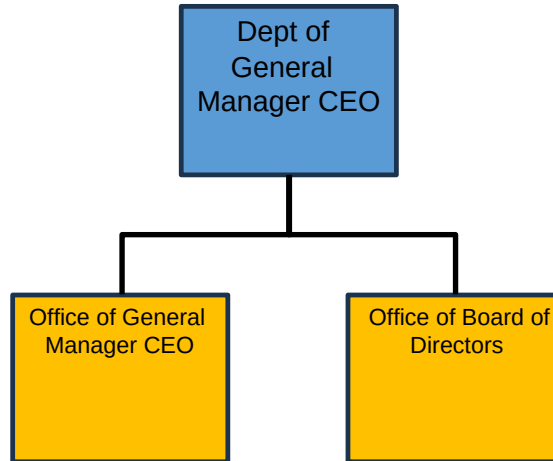 Dept of
General
Manager CEO
Office of General
Manager CEO
Office of Board of
Directors